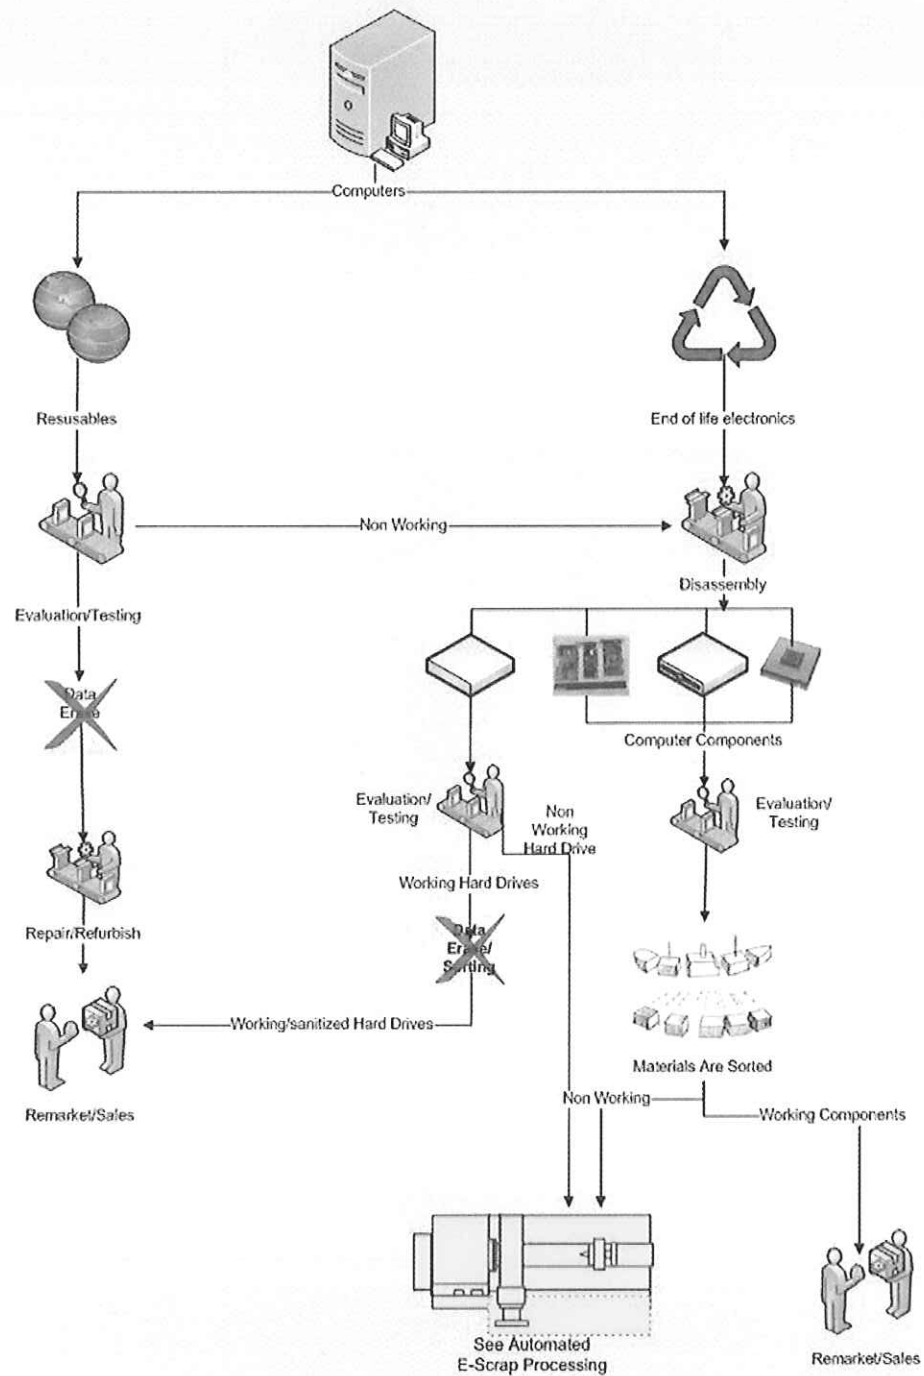 Computers
Resusables
End of life electronics
Non Working
Disassembly
Evaluation/Testing
Data
Erase
Computer Components
Evaluation/
Testing
Non
Working
Hard Drive
Evaluation/
Testing
Working Hard Drives
Repair/Refurbish
Data
Erase/
Sorting
Working/sanitized Hard Drives
Materials Are Sorted
Remarket/Sales
Non Working
Working Components
See Automated
E-Scrap Processing
Remarket/Sales